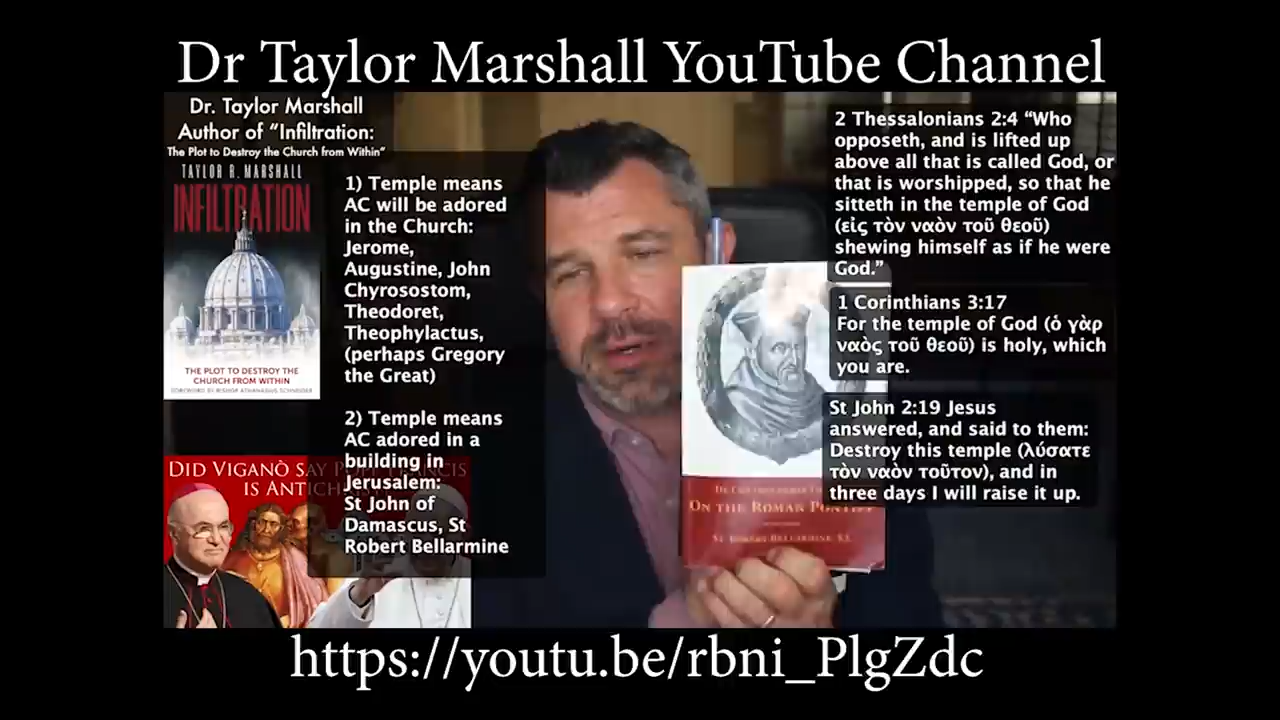 Dr Taylor Marshall YouTube Channel
Dr. Taylor Marshall
Author of “Infiltration:
The Plot to Destroy the Church from Within”
TAYLOR R. MARSHALL
INFILTRATION
THE PLOT TO DESTROY THE
CHURCH FROM WITHIN
FOREWORD BY BISHOP ATHANASIUS SCHNEIDER
DID VIGANÒ SAY POPE FRANCIS
IS ANTICHRIST
1) Temple means
AC will be adored
in the Church:
Jerome,
Augustine, John
Chyrosostom,
Theodoret,
Theophylactus,
(perhaps Gregory
the Great)
2) Temple means
AC adored in a
building in
Jerusalem:
St John of
Damascus, St
Robert Bellarmine
ON THE ROMAN PONTIFF
ST. ROBERT BELLARMINE, S.J.
2 Thessalonians 2:4 “Who
opposeth, and is lifted up
above all that is called God, or
that is worshipped, so that he
sitteth in the temple of God
(εἰς τὸν ναὸν τοῦ θεοῦ)
shewing himself as if he were
God.”
1 Corinthians 3:17
For the temple of God (ὁ γὰρ
ναὸς τοῦ θεοῦ) is holy, which
you are.
St John 2:19 Jesus
answered, and said to them:
Destroy this temple (λύσατε
τὸν ναὸν τοῦτον), and in
three days I will raise it up.
https://youtu.be/rbni_PlgZdc